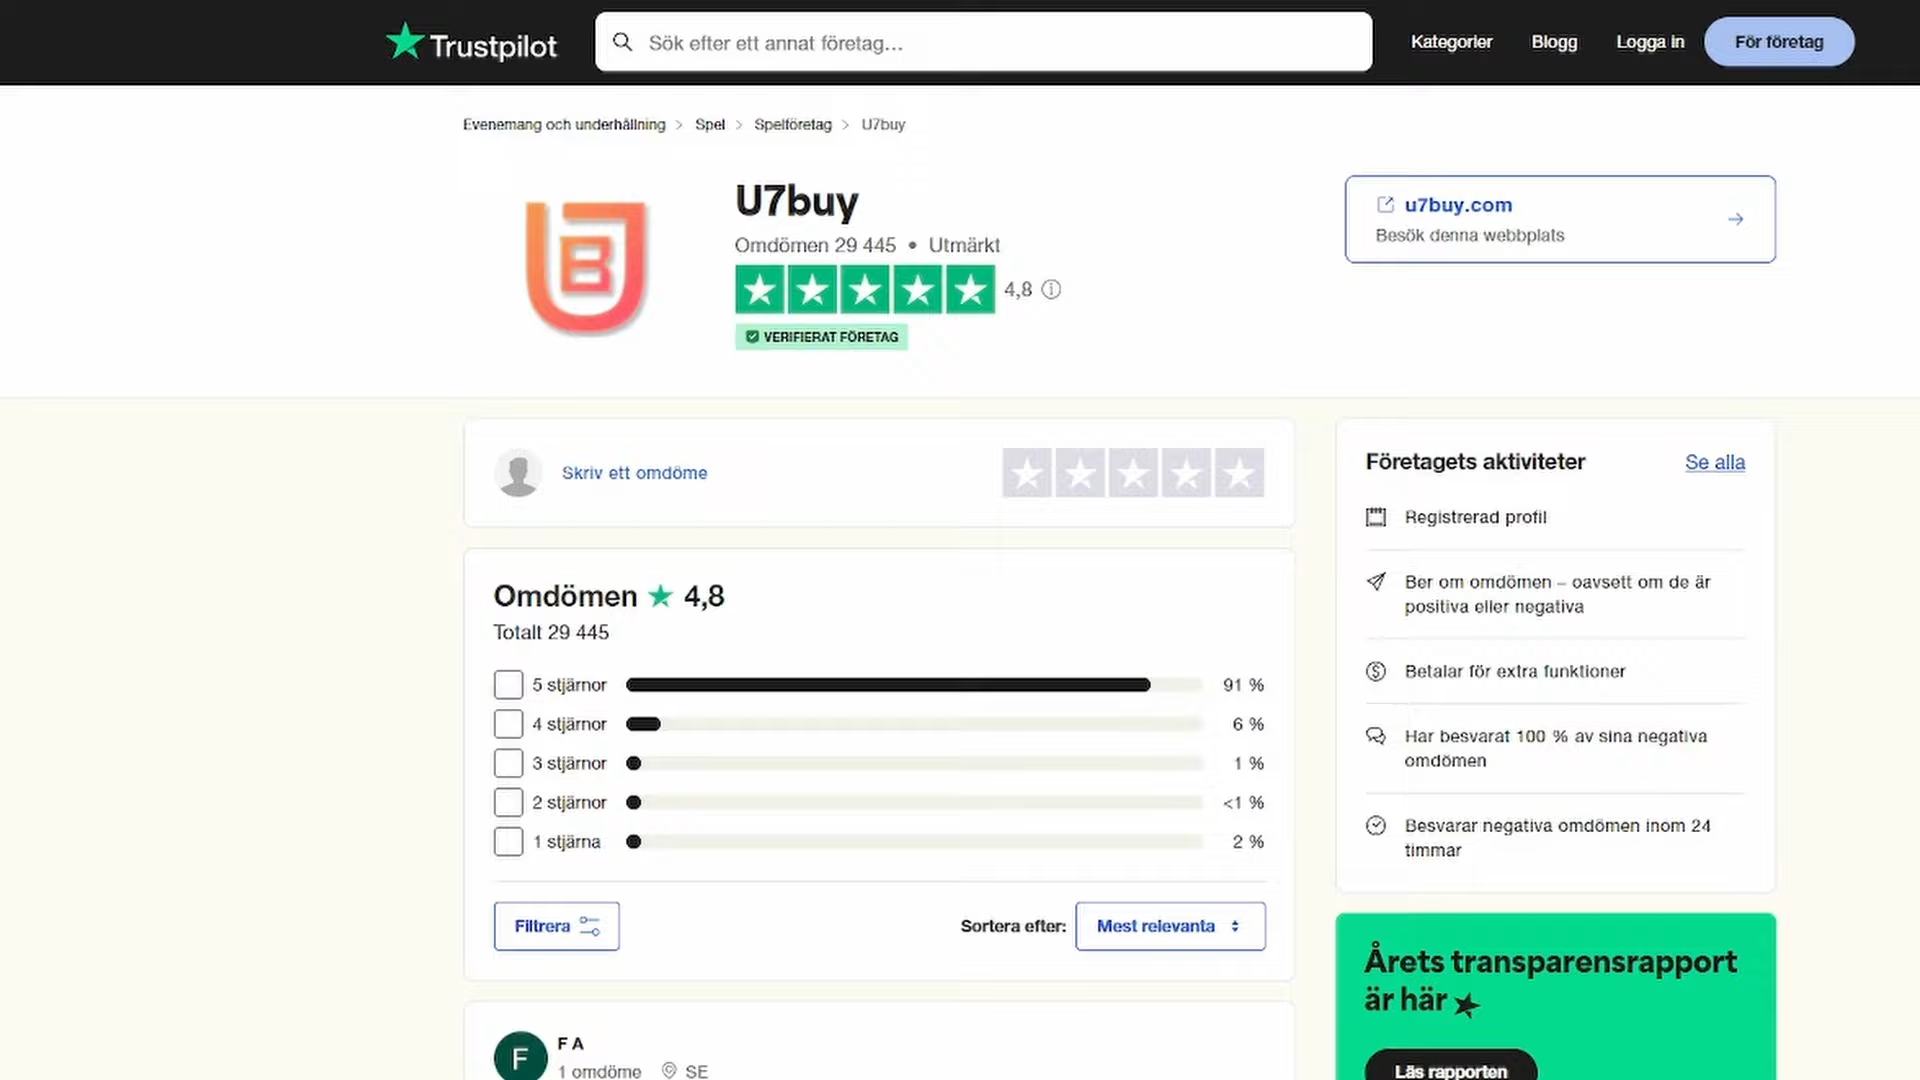 Trustpilot
Sök efter ett annat företag...
Kategorier
Blogg
Logga in
För företag
Evenemang och underhållning > Spel > Spelföretag > U7buy
U7buy
Omdömen 29 445 • Utmärkt
4,8
VERIFIERAT FÖRETAG
u7buy.com
Besök denna webbplats
Skriv ett omdöme
Omdömen 4,8
Totalt 29 445
5 stjärnor 91 %
4 stjärnor 6 %
3 stjärnor 1 %
2 stjärnor <1 %
1 stjärna 2 %
Filtrera
Sortera efter: Mest relevanta
F
F A
1 omdöme SE
Företagets aktiviteter
Se alla
Registrerad profil
Ber om omdömen – oavsett om de är
positiva eller negativa
Betalar för extra funktioner
Har besvarat 100 % av sina negativa
omdömen
Besvarar negativa omdömen inom 24
timmar
Årets transparensrapport
är här
Läs rapporten